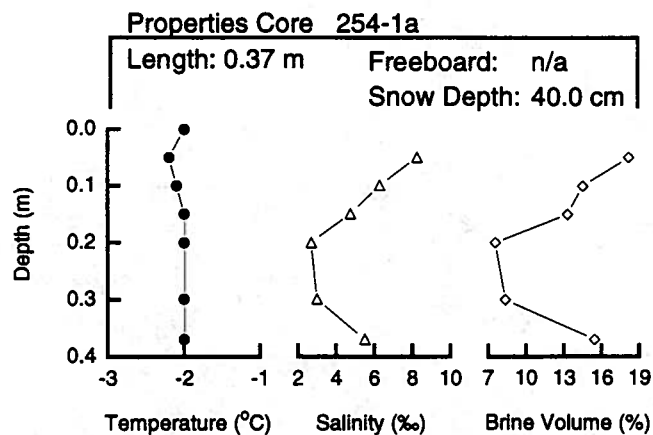 Properties Core 254-1a
Length: 0.37 m Freeboard: n/a
Snow Depth: 40.0 cm
Depth (m)
0.0
0.1
0.2
0.3
0.4
-3 -2 -1 2 4 6 8 10 7 10 13 16 19
Temperature (°C) Salinity (‰) Brine Volume (%)